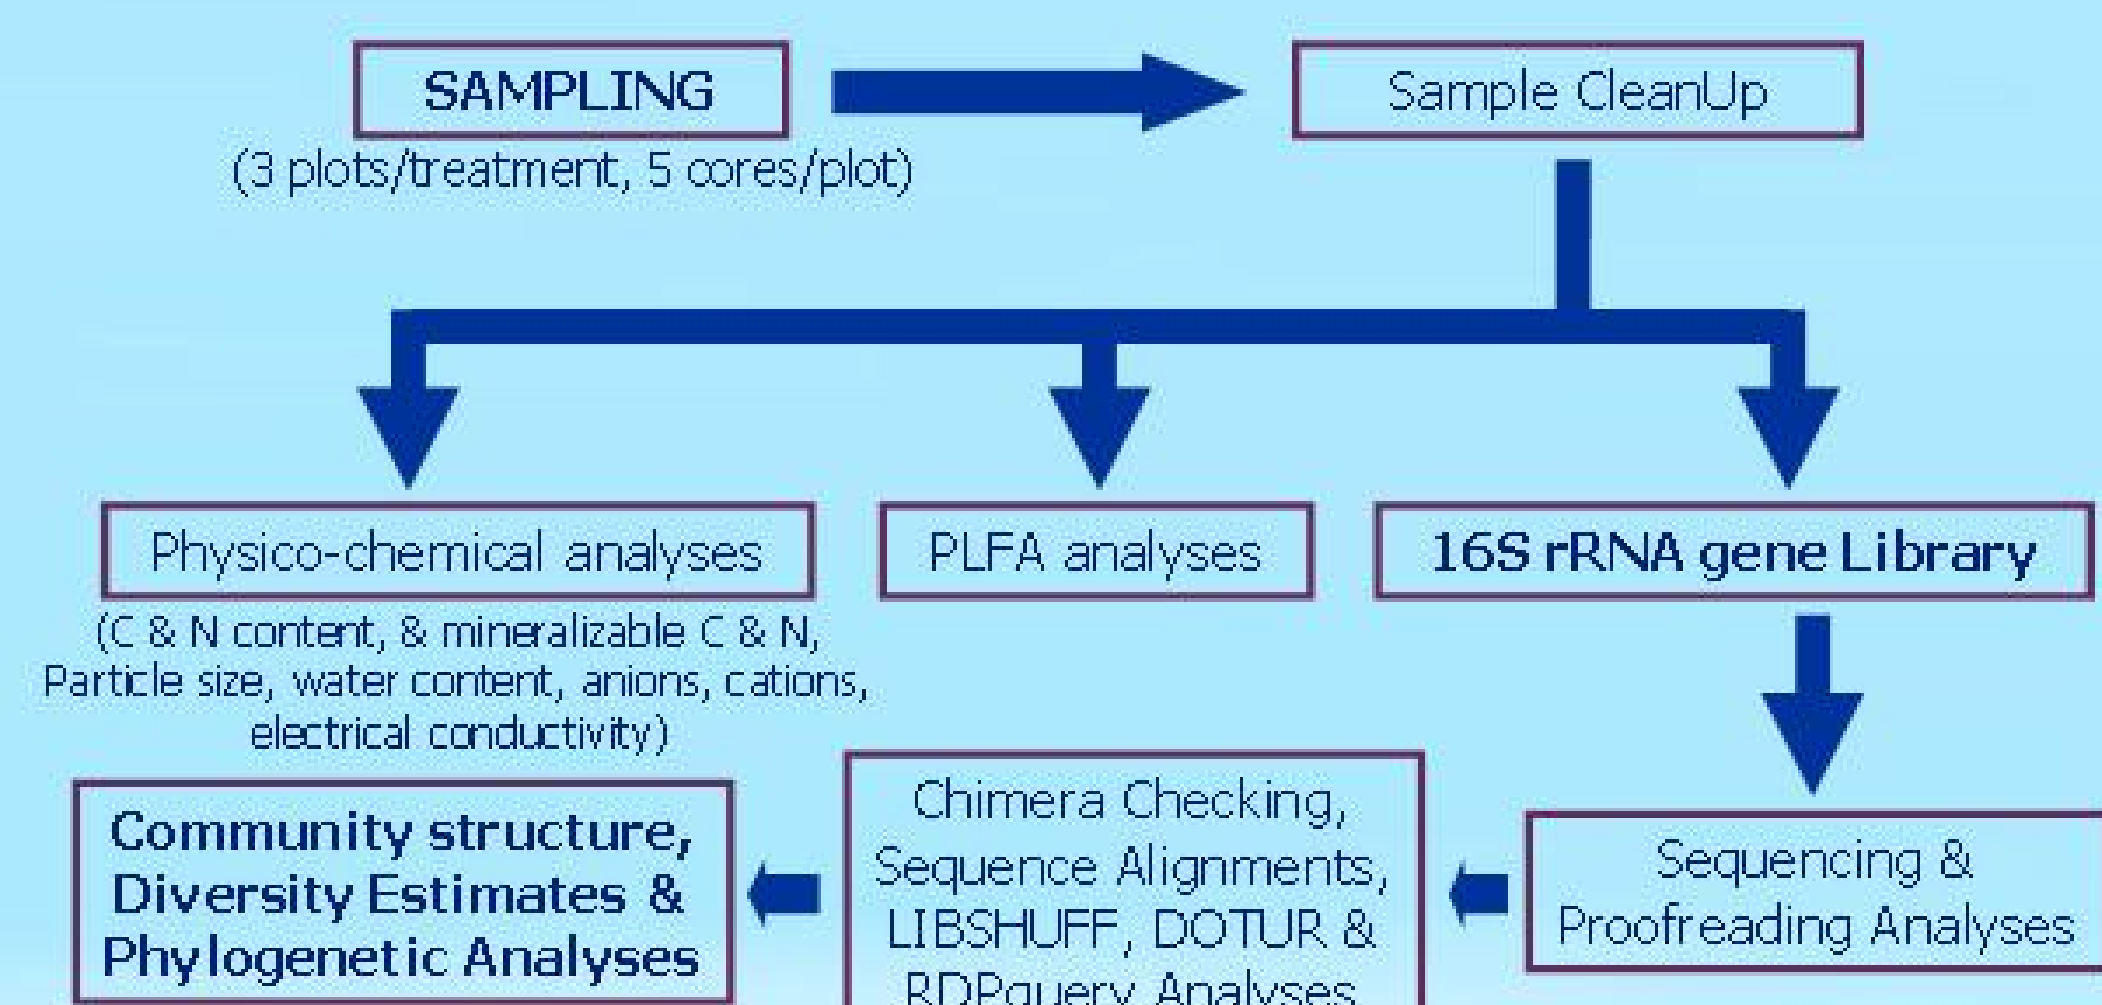 SAMPLING
Sample CleanUp
(3 plots/treatment, 5 cores/plot)
Physico-chemical analyses
PLFA analyses
16S rRNA gene Library
(C & N content, & mineralizable C & N,
Particle size, water content, anions, cations,
electrical conductivity)
Community structure,
Diversity Estimates &
Phylogenetic Analyses
Chimera Checking,
Sequence Alignments,
LIBSHUFF, DOTUR &
RDPquery Analyses
Sequencing &
Proofreading Analyses